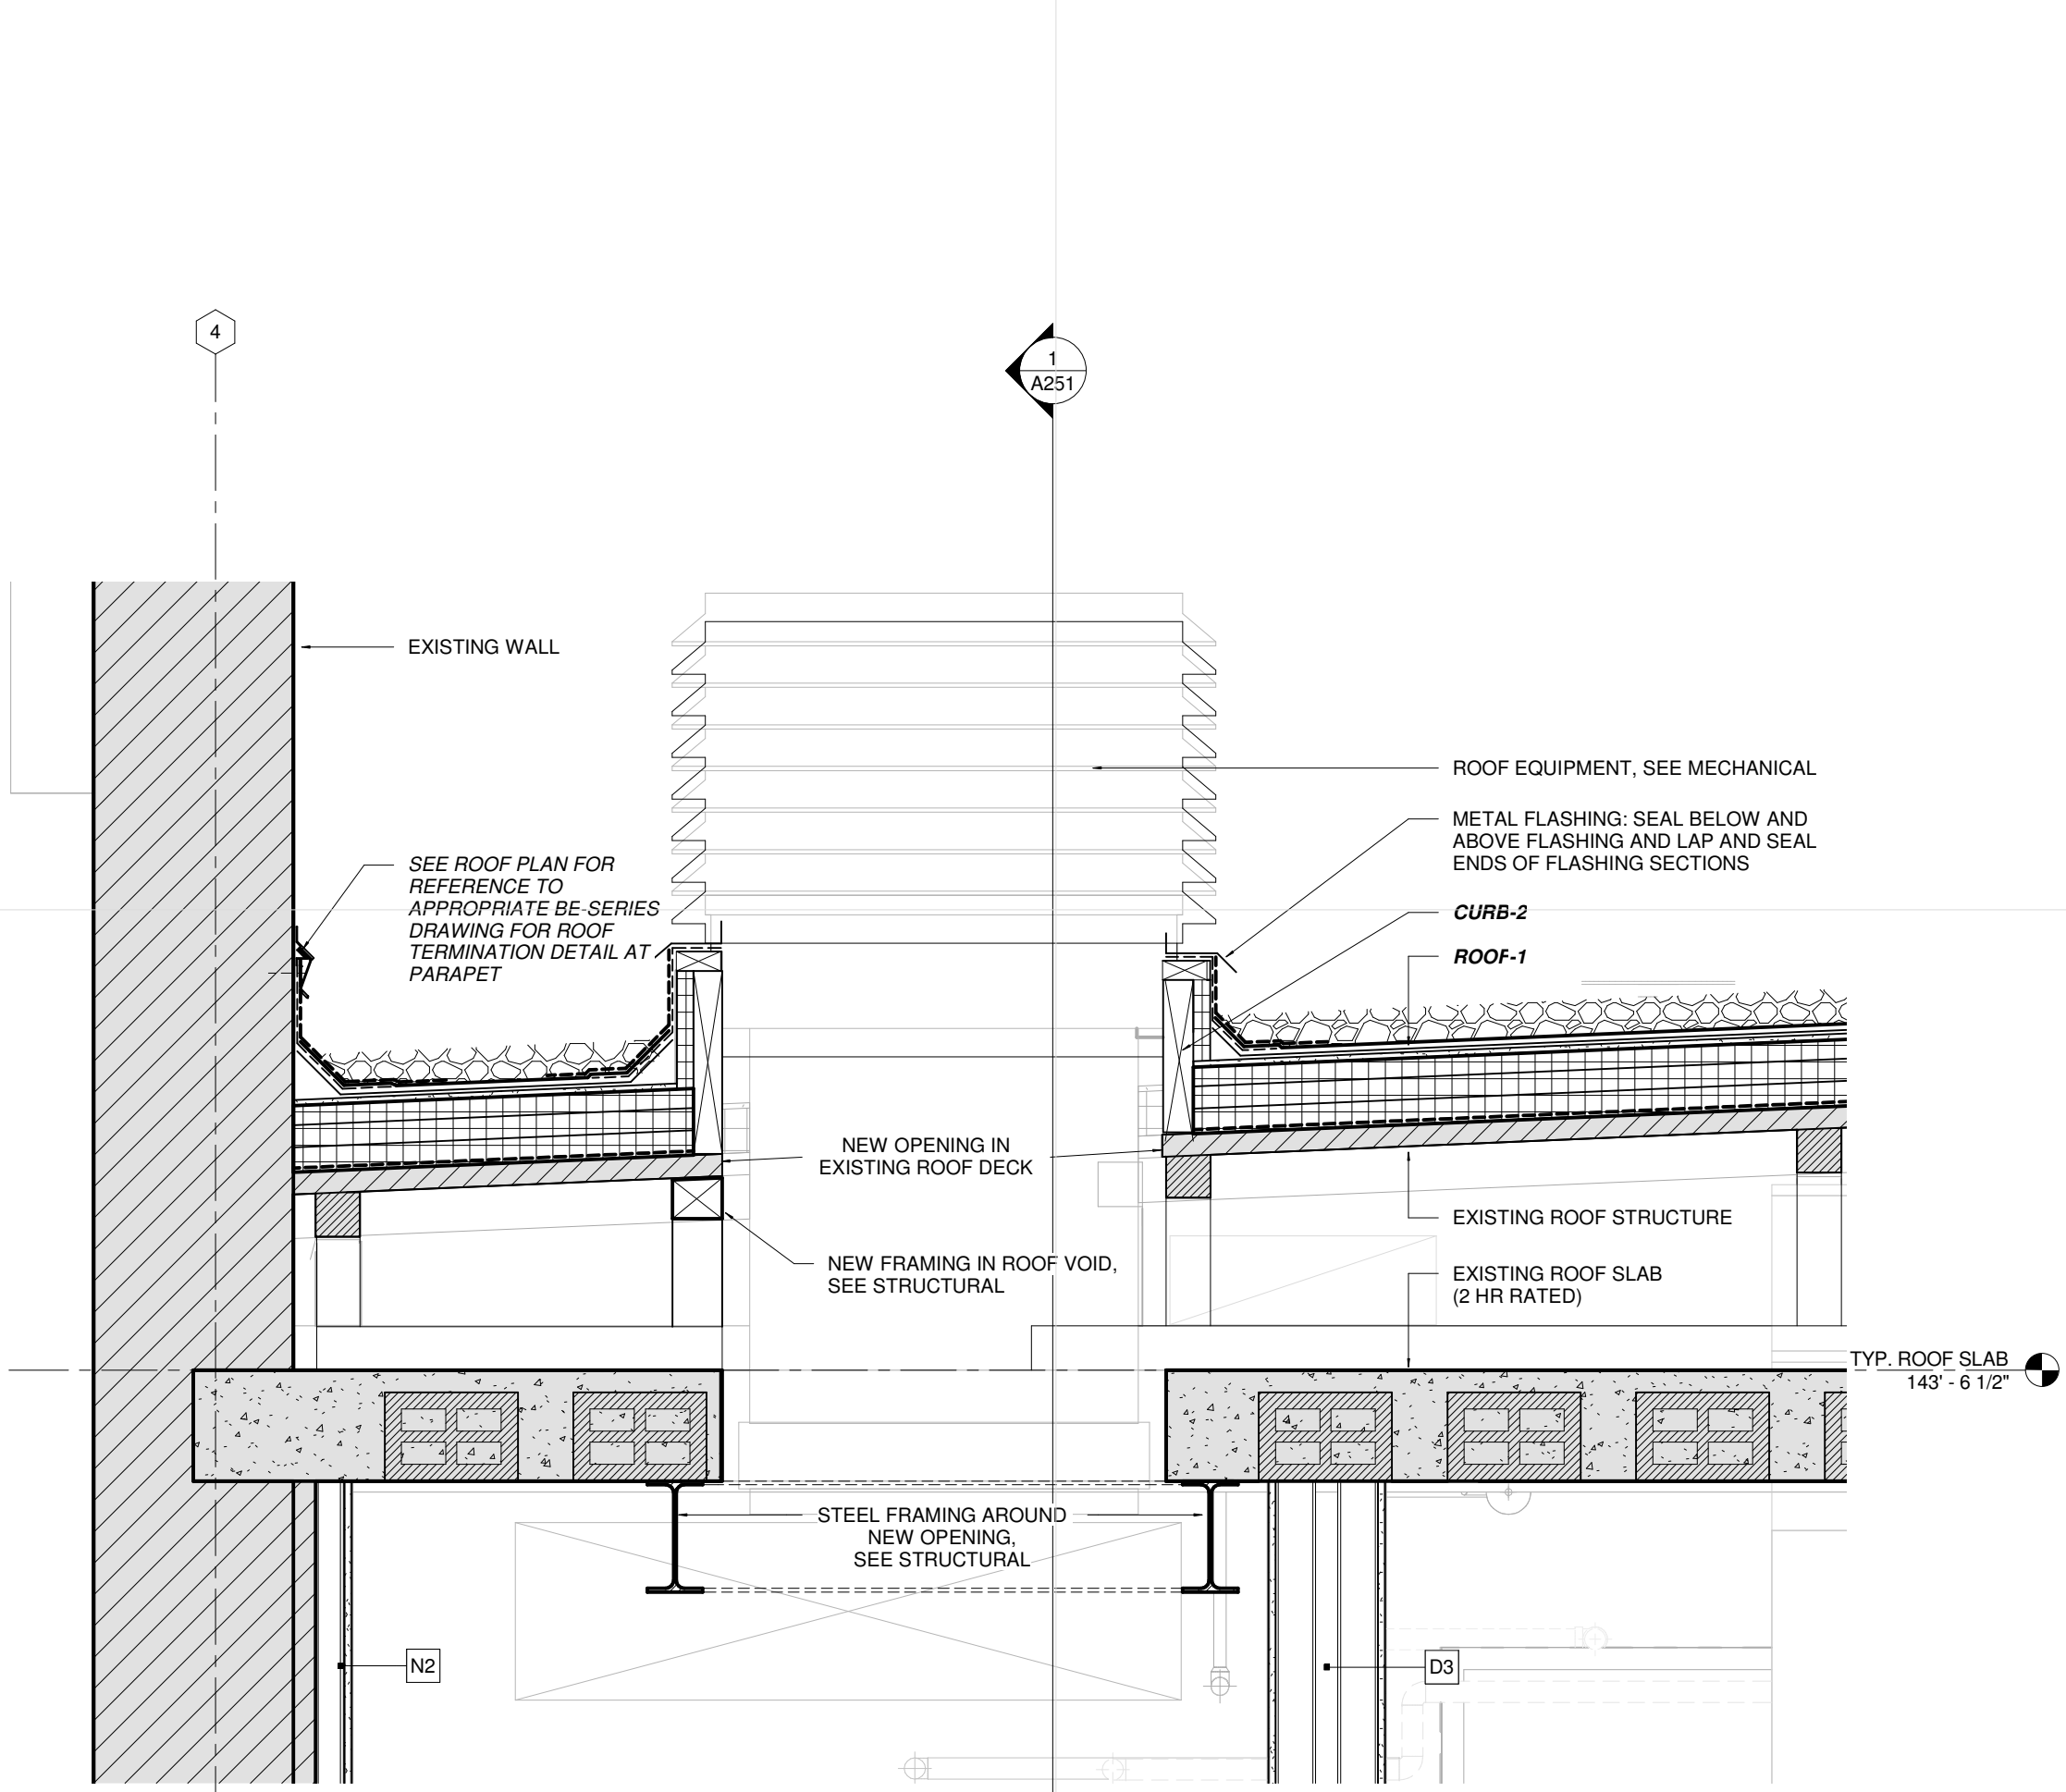 4
1
A251
EXISTING WALL
ROOF EQUIPMENT, SEE MECHANICAL
METAL FLASHING: SEAL BELOW AND
ABOVE FLASHING AND LAP AND SEAL
ENDS OF FLASHING SECTIONS
SEE ROOF PLAN FOR
REFERENCE TO
APPROPRIATE BE-SERIES
DRAWING FOR ROOF
TERMINATION DETAIL AT
PARAPET
CURB-2
ROOF-1
NEW OPENING IN
EXISTING ROOF DECK
EXISTING ROOF STRUCTURE
NEW FRAMING IN ROOF VOID,
SEE STRUCTURAL
EXISTING ROOF SLAB
(2 HR RATED)
TYP. ROOF SLAB
143' - 6 1/2"
STEEL FRAMING AROUND
NEW OPENING,
SEE STRUCTURAL
N2
D3